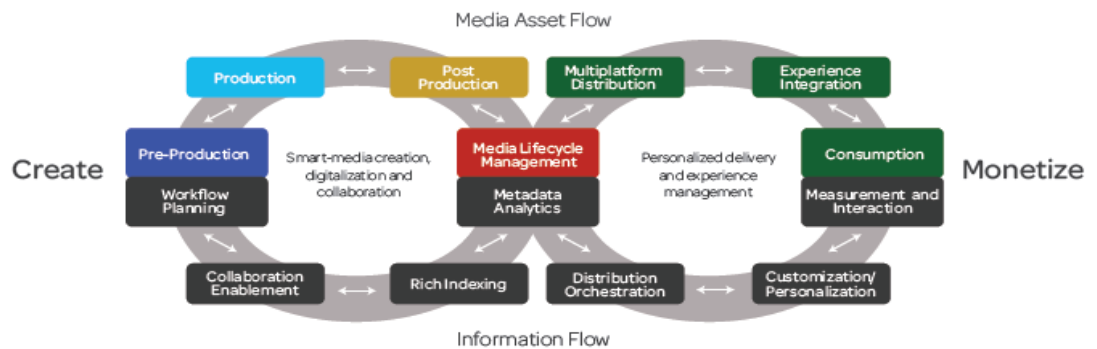 Media Asset Flow
Production
Post
Production
Multiplatform
Distribution
Experience
Integration
Create
Pre-Production
Workflow
Planning
Smart-media creation,
digitalization and
collaboration
Media Lifecycle
Management
Metadata
Analytics
Personalized delivery
and experience
management
Consumption
Measurement and
Interaction
Monetize
Collaboration
Enablement
Rich Indexing
Distribution
Orchestration
Customization/
Personalization
Information Flow